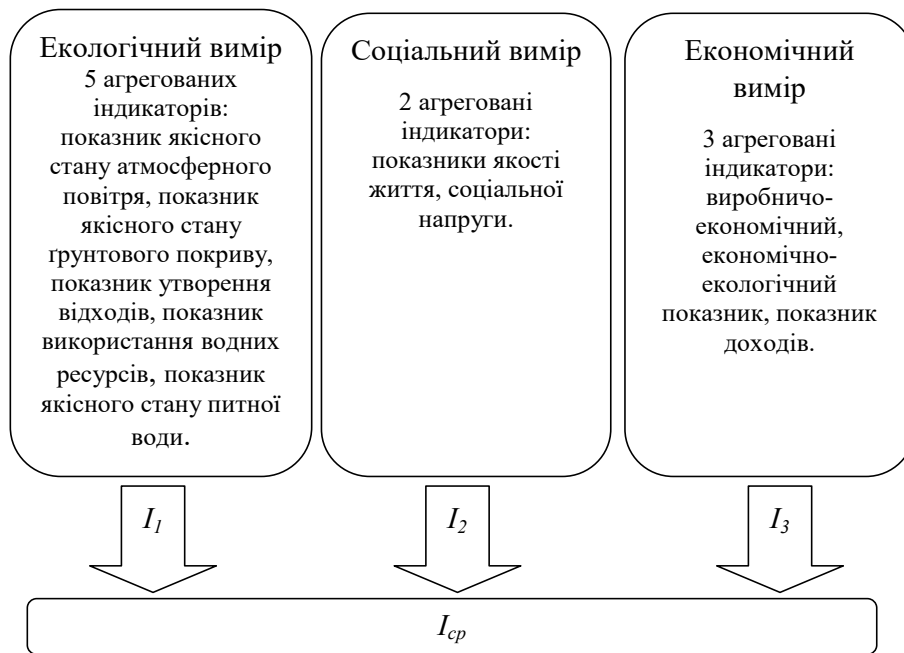 Екологічний вимір
5 агрегованих
індикаторів:
показник якісного
стану атмосферного
повітря, показник
якісного стану
ґрунтового покриву,
показник утворення
відходів, показник
використання водних
ресурсів, показник
якісного стану питної
води.
Соціальний вимір
2 агреговані
індикатори:
показники якості
життя, соціальної
напруги.
Економічний
вимір
3 агреговані
індикатори:
виробничо-
економічний,
економічно-
екологічний
показник, показник
доходів.
I1
I2
I3
Iср